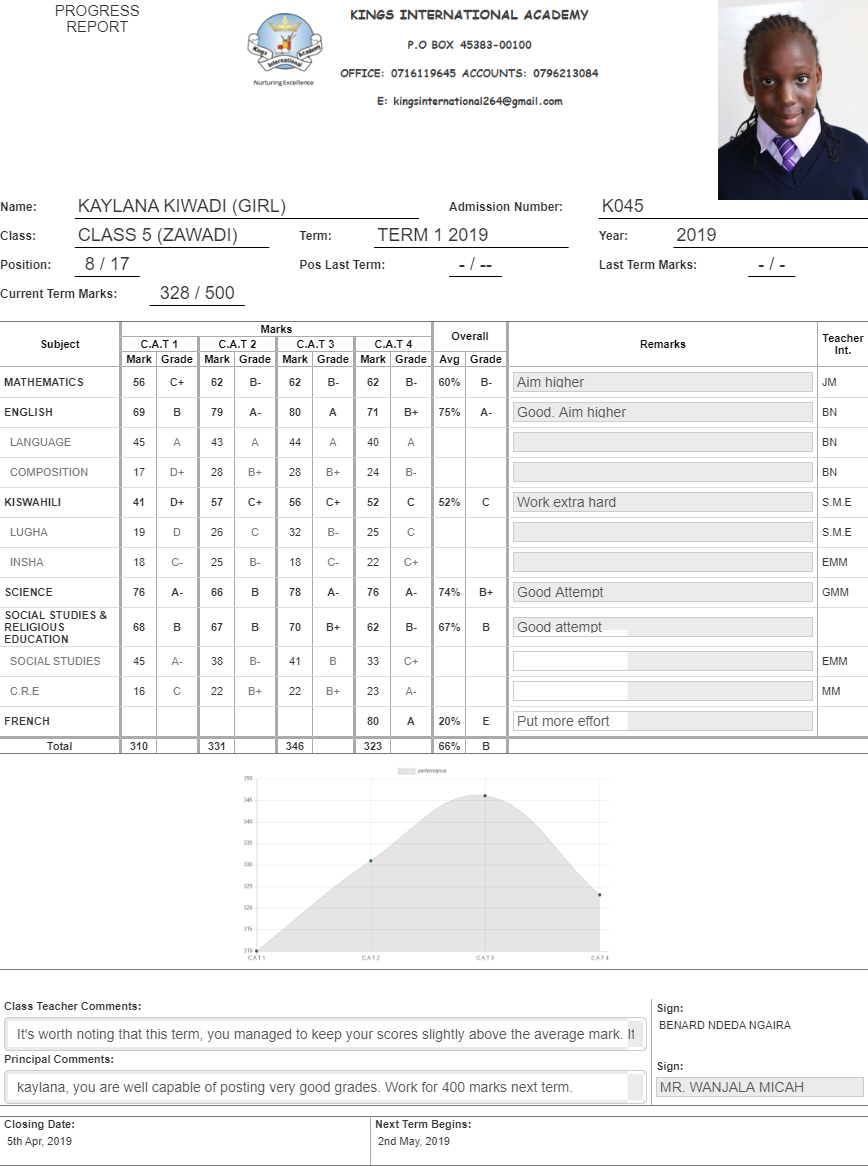 PROGRESS
REPORT
KINGS INTERNATIONAL ACADEMY
P.O BOX 45383-00100
OFFICE: 0716119645 ACCOUNTS: 0796213084
E: kingsinternational264@gmail.com
Kings International Academy
Nurturing Excellence
Name: KAYLANA KIWADI (GIRL) Admission Number: K045
Class: CLASS 5 (ZAWADI) Term: TERM 1 2019 Year: 2019
Position: 8 / 17 Pos Last Term: - / -- Last Term Marks: - / -
Current Term Marks: 328 / 500
Subject Marks Overall Remarks Teacher Int.
C.A.T 1 C.A.T 2 C.A.T 3 C.A.T 4
Mark Grade Mark Grade Mark Grade Mark Grade Avg Grade
MATHEMATICS 56 C+ 62 B- 62 B- 62 B- 60% B- Aim higher JM
ENGLISH 69 B 79 A- 80 A 71 B+ 75% A- Good. Aim higher BN
LANGUAGE 45 A 43 A 44 A 40 A BN
COMPOSITION 17 D+ 28 B+ 28 B+ 24 B- BN
KISWAHILI 41 D+ 57 C+ 56 C+ 52 C 52% C Work extra hard S.M.E
LUGHA 19 D 26 C 32 B- 25 C S.M.E
INSHA 18 C- 25 B- 18 C- 22 C+ EMM
SCIENCE 76 A- 66 B 78 A- 76 A- 74% B+ Good Attempt GMM
SOCIAL STUDIES &
RELIGIOUS
EDUCATION 68 B 67 B 70 B+ 62 B- 67% B Good attempt
SOCIAL STUDIES 45 A- 38 B- 41 B 33 C+ EMM
C.R.E 16 C 22 B+ 22 B+ 23 A- MM
FRENCH 80 A 20% E Put more effort
Total 310 331 346 323 66% B
performance
350
345
340
335
330
325
320
315
310
C.A.T 1 C.A.T 2 C.A.T 3 C.A.T 4
Class Teacher Comments:
It's worth noting that this term, you managed to keep your scores slightly above the average mark. It
Sign:
BENARD NDEDA NGAIRA
Principal Comments:
kaylana, you are well capable of posting very good grades. Work for 400 marks next term.
Sign:
MR. WANJALA MICAH
Closing Date:
5th Apr, 2019
Next Term Begins:
2nd May, 2019